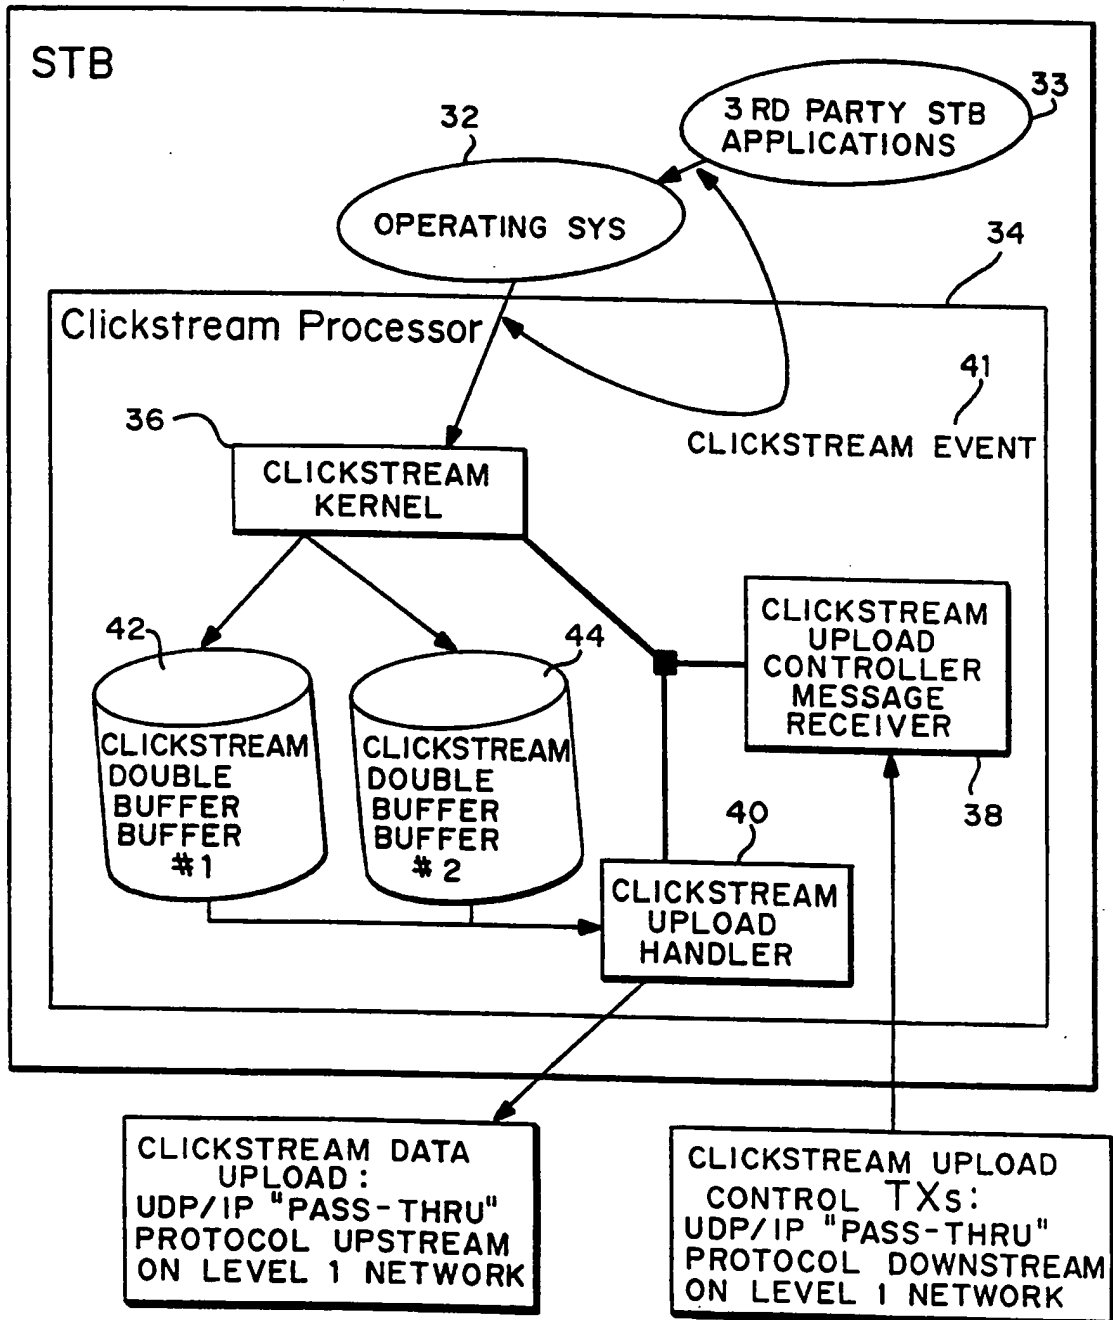 STB
33
3RD PARTY STB
APPLICATIONS
32
OPERATING SYS
34
Clickstream Processor
41
CLICKSTREAM EVENT
36
CLICKSTREAM
KERNEL
42
CLICKSTREAM
DOUBLE
BUFFER
BUFFER
#1
44
CLICKSTREAM
DOUBLE
BUFFER
BUFFER
#2
CLICKSTREAM
UPLOAD
CONTROLLER
MESSAGE
RECEIVER
38
40
CLICKSTREAM
UPLOAD
HANDLER
CLICKSTREAM DATA
UPLOAD:
UDP/IP "PASS-THRU"
PROTOCOL UPSTREAM
ON LEVEL 1 NETWORK
CLICKSTREAM UPLOAD
CONTROL TXs:
UDP/IP "PASS-THRU"
PROTOCOL DOWNSTREAM
ON LEVEL 1 NETWORK